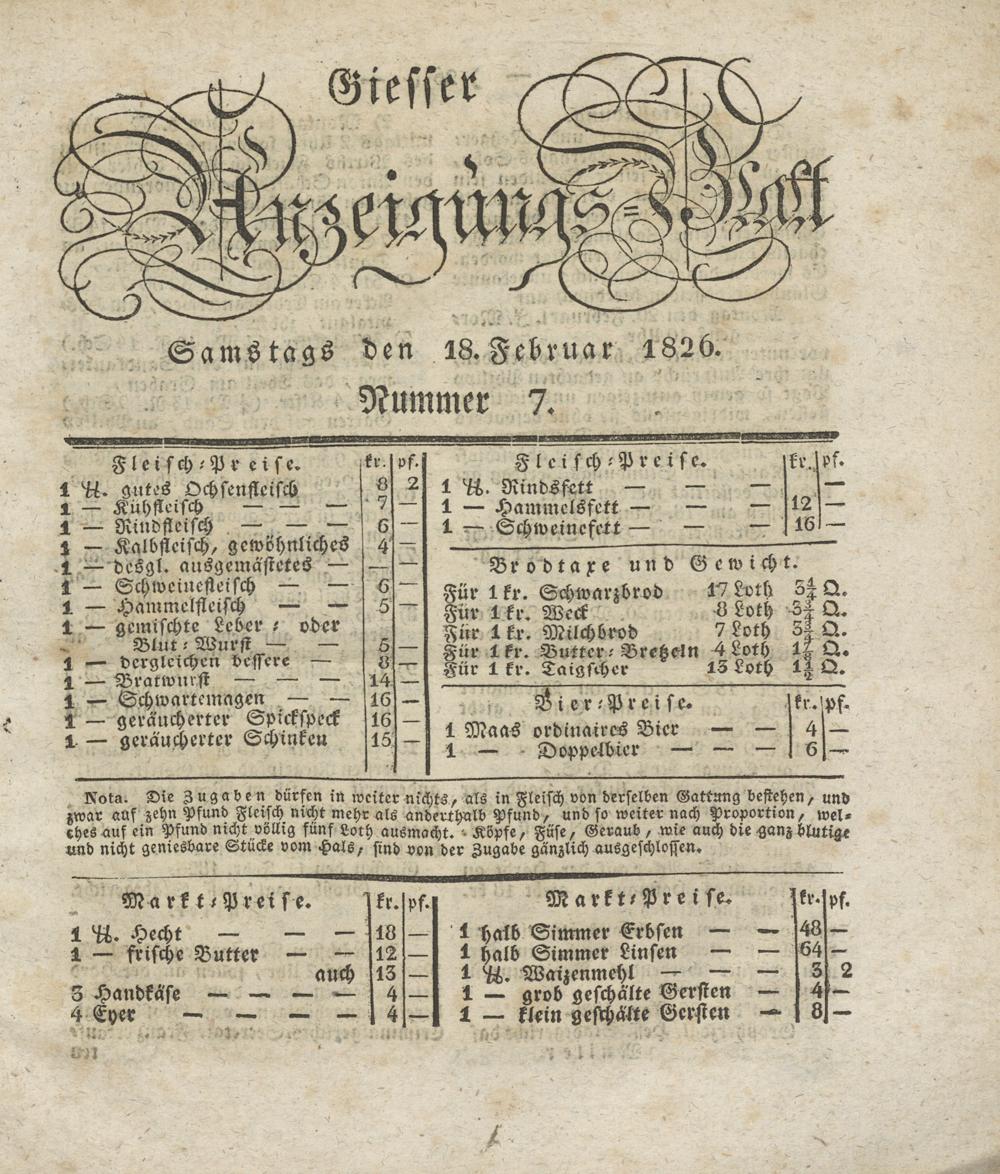 Giesser
Anzeigungs-Blatt
Samstags den 18. Februar 1826.
Nummer 7.
Fleisch-Preise. kr. pf.
1 ℔. gutes Ochsenfleisch 8 2
1 — Kühfleisch — — — 7 —
1 — Rindfleisch — — — 6 —
1 — Kalbfleisch, gewöhnliches 4 —
1 — desgl. ausgemästetes — — —
1 — Schweinefleisch — — 6 —
1 — Hammelfleisch — — 5 —
1 — gemischte Leber- oder
Blut-Wurst — — 5 —
1 — dergleichen bessere — 8 —
1 — Bratwurst — — — 14 —
1 — Schwartemagen — — 16 —
1 — geräucherter Spickspeck 16 —
1 — geräucherter Schinken 15 —
Fleisch-Preise. kr. pf.
1 ℔. Rindsfett — — — —
1 — Hammelsfett — — — 12 —
1 — Schweinefett — — — 16 —
Brodtaxe und Gewicht.
Für 1 kr. Schwarzbrod 17 Loth 3¼ Q.
Für 1 kr. Weck 8 Loth 3¾ Q.
Für 1 kr. Milchbrod 7 Loth 3¾ Q.
Für 1 kr. Butter-Bretzeln 4 Loth 1⅞ Q.
Für 1 kr. Taigscher 13 Loth 1½ Q.
Bier-Preise. kr. pf.
1 Maas ordinaires Bier — — 4 —
1 — Doppelbier — — — 6 —
Nota. Die Zugaben dürfen in weiter nichts, als in Fleisch von derselben Gattung bestehen, und
zwar auf zehn Pfund Fleisch nicht mehr als anderthalb Pfund, und so weiter nach Proportion, wel-
ches auf ein Pfund nicht völlig fünf Loth ausmacht. Köpfe, Füse, Geraub, wie auch die ganz blutige
und nicht geniesbare Stücke vom Hals, sind von der Zugabe gänzlich ausgeschlossen.
Markt-Preise. kr. pf.
1 ℔. Hecht — — — 18 —
1 — frische Butter — — 12 —
auch 13 —
3 Handkäse — — — — 4 —
4 Eyer — — — — 4 —
Markt-Preise. kr. pf.
1 halb Simmer Erbsen — — 48 —
1 halb Simmer Linsen — — 64 —
1 ℔. Waizenmehl — — — 3 2
1 — grob geschälte Gersten — 4 —
1 — klein geschälte Gersten — 8 —